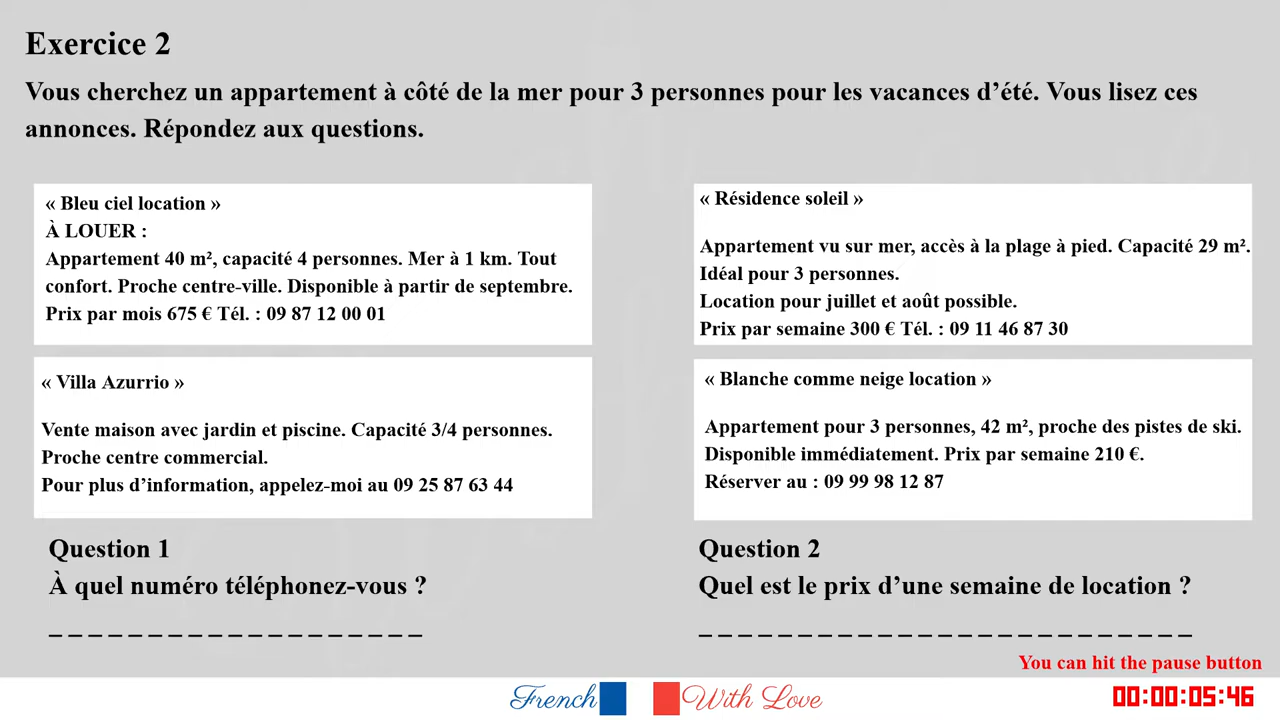 Exercice 2
Vous cherchez un appartement à côté de la mer pour 3 personnes pour les vacances d’été. Vous lisez ces
annonces. Répondez aux questions.
« Bleu ciel location »
À LOUER :
Appartement 40 m², capacité 4 personnes. Mer à 1 km. Tout
confort. Proche centre-ville. Disponible à partir de septembre.
Prix par mois 675 € Tél. : 09 87 12 00 01
« Résidence soleil »
Appartement vu sur mer, accès à la plage à pied. Capacité 29 m².
Idéal pour 3 personnes.
Location pour juillet et août possible.
Prix par semaine 300 € Tél. : 09 11 46 87 30
« Villa Azurrio »
Vente maison avec jardin et piscine. Capacité 3/4 personnes.
Proche centre commercial.
Pour plus d’information, appelez-moi au 09 25 87 63 44
« Blanche comme neige location »
Appartement pour 3 personnes, 42 m², proche des pistes de ski.
Disponible immédiatement. Prix par semaine 210 €.
Réserver au : 09 99 98 12 87
Question 1
À quel numéro téléphonez-vous ?
Question 2
Quel est le prix d’une semaine de location ?
You can hit the pause button
French With Love
00:00:05:46